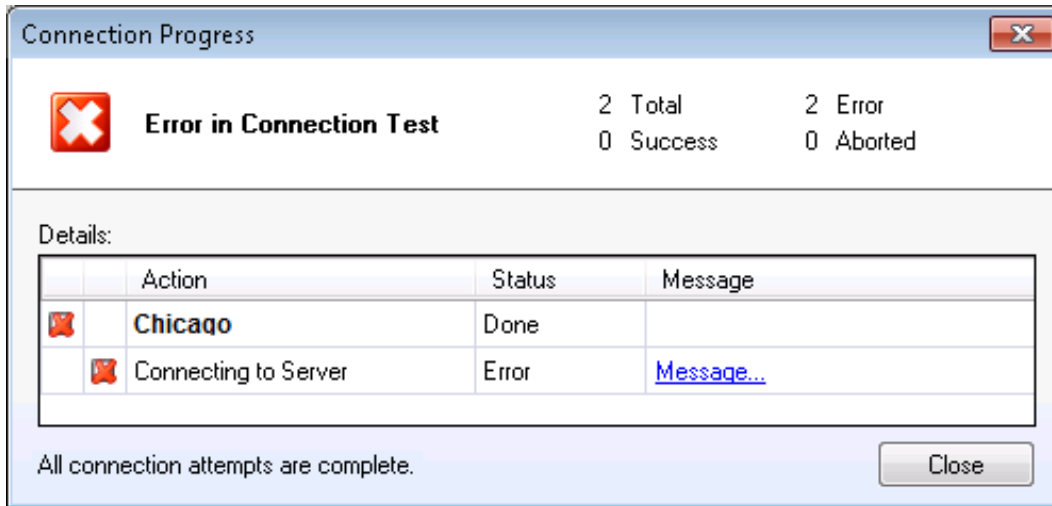 Connection Progress
Error in Connection Test
2 Total 2 Error
0 Success 0 Aborted
Details:
Action Status Message
Chicago Done
Connecting to Server Error Message...
All connection attempts are complete. Close